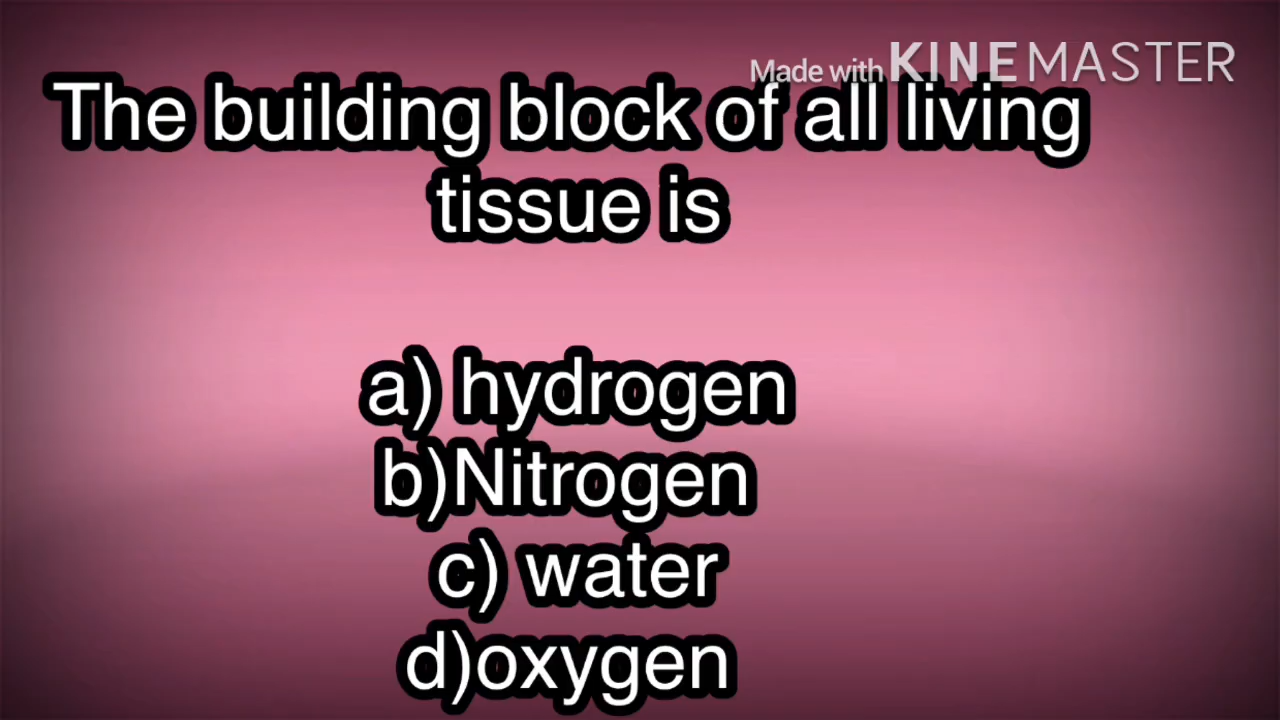 Made with KINEMASTER
The building block of all living
tissue is
a) hydrogen
b)Nitrogen
c) water
d)oxygen